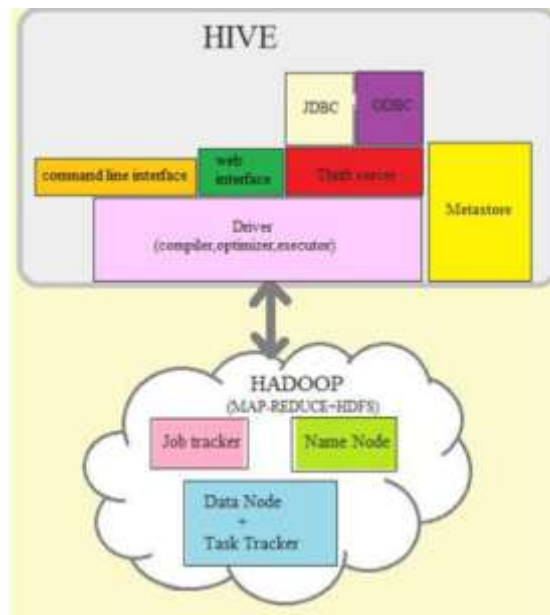 HIVE
JDBC
ODBC
command line interface
web
interface
Thrift server
Metastore
Driver
(compiler,optimizer,executor)
HADOOP
(MAP-REDUCE+HDFS)
Job tracker
Name Node
Data Node
+
Task Tracker